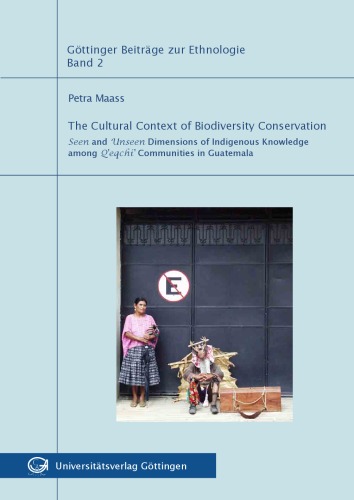 Göttinger Beiträge zur Ethnologie
Band 2
Petra Maass
The Cultural Context of Biodiversity Conservation
Seen and Unseen Dimensions of Indigenous Knowledge
among Q'eqchi' Communities in Guatemala
E
Universitätsverlag Göttingen